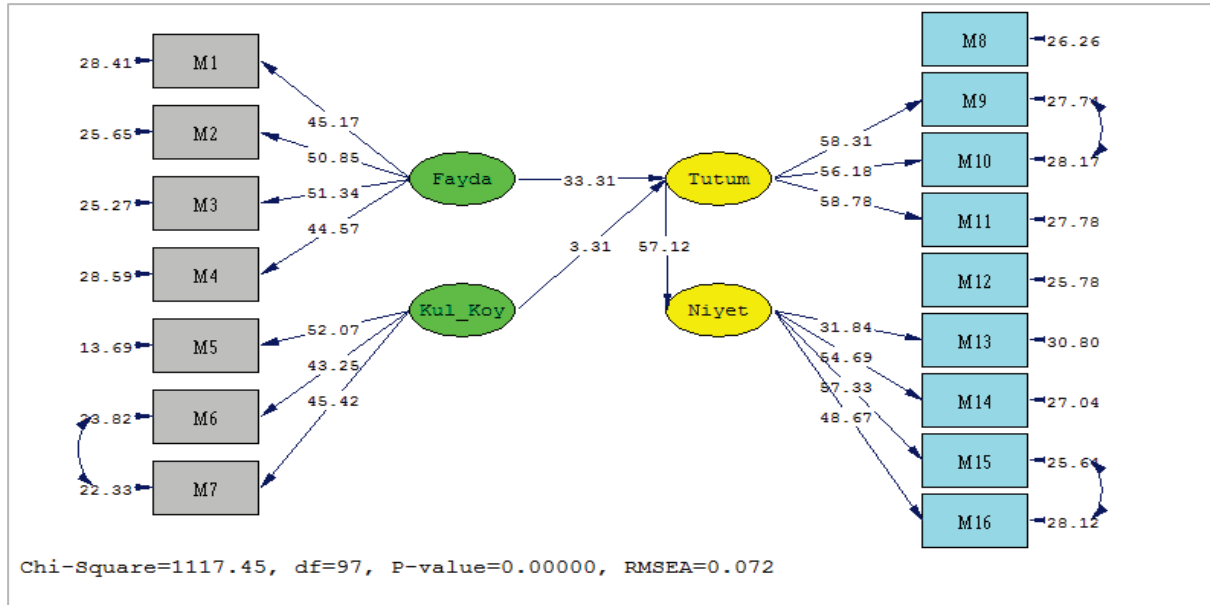 28.41 M1
25.65 M2
25.27 M3
28.59 M4
13.69 M5
23.82 M6
22.33 M7
45.17
50.85
51.34
44.57
52.07
43.25
45.42
Fayda
Kul_Koy
33.31
3.31
57.12
Tutum
Niyet
58.31
56.18
58.78
31.84
54.69
57.33
48.67
M8 26.26
M9 27.74
M10 28.17
M11 27.78
M12 25.78
M13 30.80
M14 27.04
M15 25.64
M16 28.12
Chi-Square=1117.45, df=97, P-value=0.00000, RMSEA=0.072